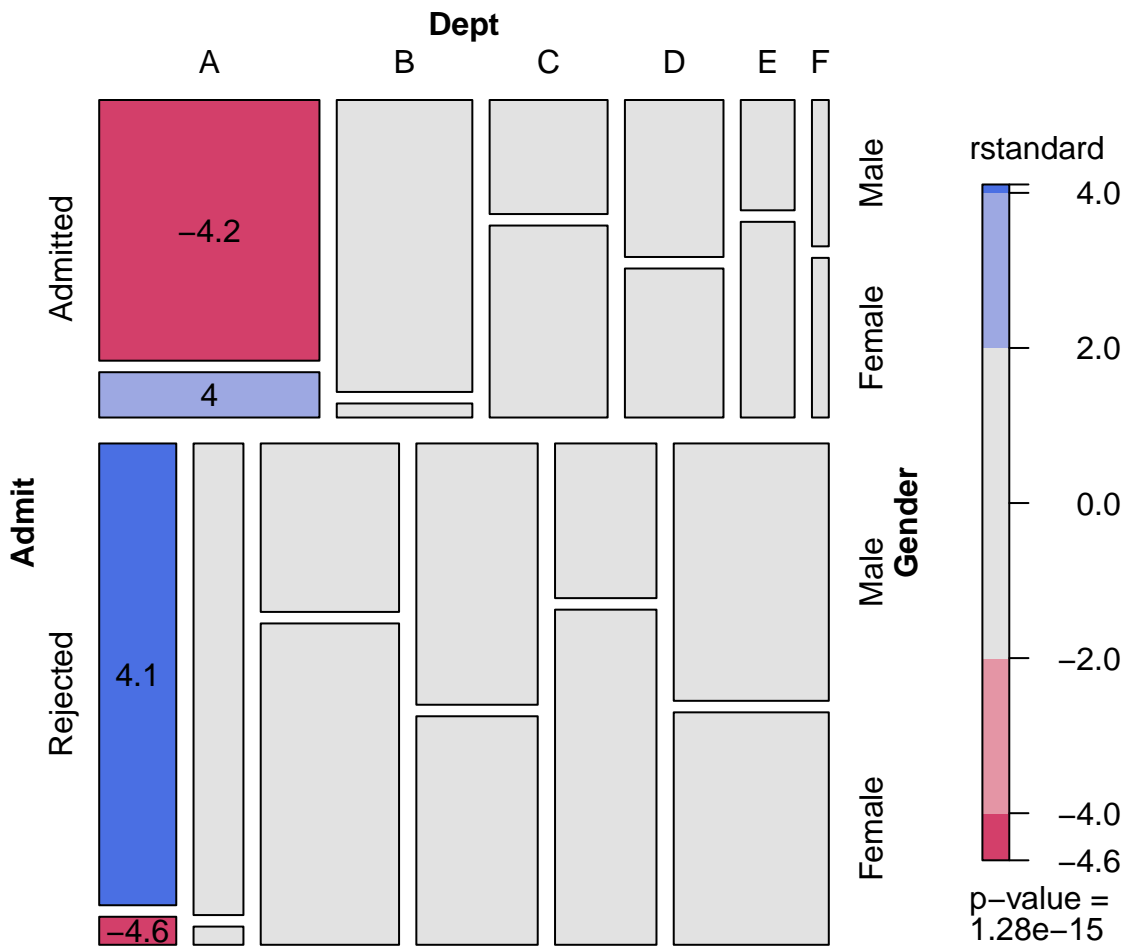 Dept
A B C D E F
Admitted
Male
Female
−4.2
4
Admit
Rejected
Male
Female
Gender
4.1
−4.6
rstandard
4.0
2.0
0.0
−2.0
−4.0
−4.6
p−value =
1.28e−15